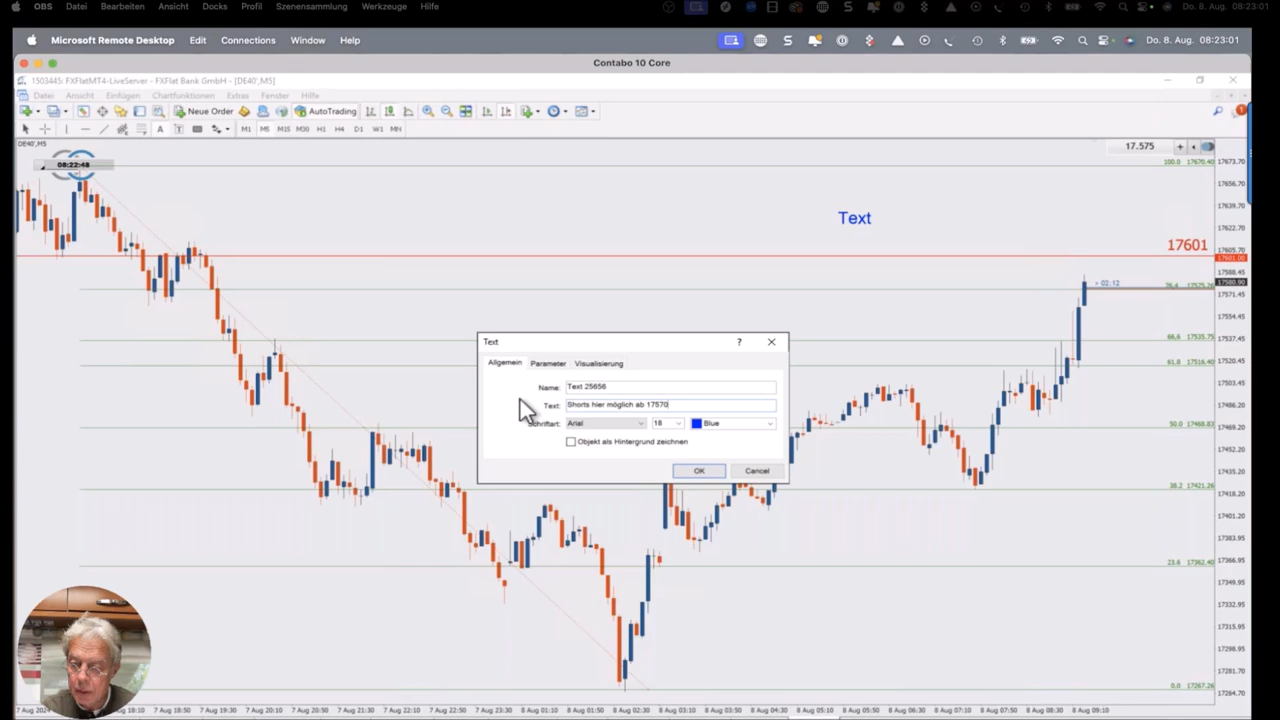 OBS Datei Bearbeiten Ansicht Docks Profil Szenensammlung Werkzeuge Hilfe Do. 8. Aug. 08:23:01
Microsoft Remote Desktop Edit Connections Window Help Do. 8. Aug. 08:23:01
Contabo 10 Core
1503445: FXFlatMT4-LiveServer - FXFlat Bank GmbH - [DE40',M5]
Datei Ansicht Einfügen Chartfunktionen Extras Fenster Hilfe
Neue Order AutoTrading
A T M1 M5 M15 M30 H1 H4 D1 W1 MN
DE40',M5
17.575
08:22:48
100.0 17670.40
17673.70
17656.70
17639.70
Text
17622.70
17601
17605.70
17601.00
17588.45
> 02:12
17580.90
17571.45
17554.45
66,6 17535.75
17537.45
61.8 17516.40
17520.45
17503.45
17486.20
50.0 17468.83
17469.20
17452.20
17435.20
38.2 17421.26
17418.20
17401.20
17383.95
23.6 17362.40
17366.95
17349.95
17332.95
17315.95
17298.95
17281.70
0.0 17267.26
17264.70
Text ? X
Allgemein Parameter Visualisierung
Name: Text 25656
Text: Shorts hier möglich ab 17570
Schriftart: Arial 18 Blue
Objekt als Hintergrund zeichnen
OK Cancel
7 Aug 2024 7 Aug 18:50 7 Aug 19:30 7 Aug 20:10 7 Aug 20:50 7 Aug 21:30 7 Aug 22:10 7 Aug 22:50 7 Aug 23:30 8 Aug 01:10 8 Aug 01:50 8 Aug 02:30 8 Aug 03:10 8 Aug 03:50 8 Aug 04:30 8 Aug 05:10 8 Aug 05:50 8 Aug 06:30 8 Aug 07:10 8 Aug 07:50 8 Aug 08:30 8 Aug 09:10